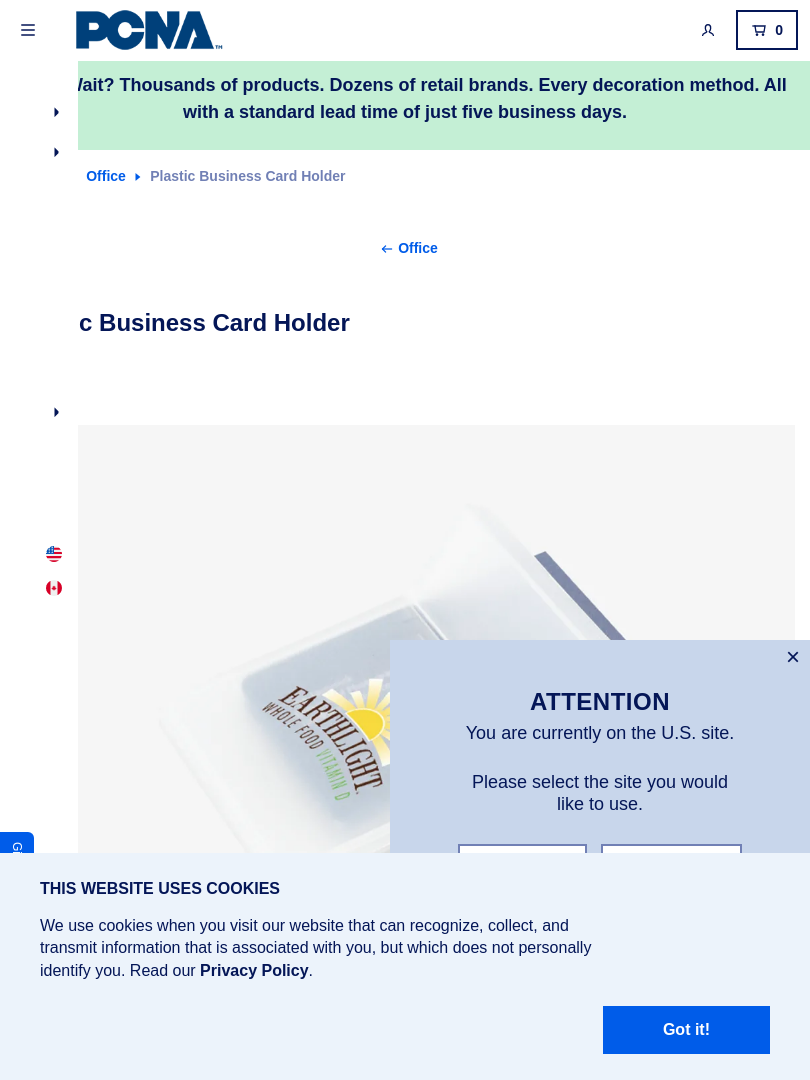 PCNA™
0
Wait? Thousands of products. Dozens of retail brands. Every decoration method. All
with a standard lead time of just five business days.
Office
Plastic Business Card Holder
Office
c Business Card Holder
EARTHLIGHT
WHOLE FOOD VITAMIN D
×
ATTENTION
You are currently on the U.S. site.
Please select the site you would
like to use.
THIS WEBSITE USES COOKIES
We use cookies when you visit our website that can recognize, collect, and
transmit information that is associated with you, but which does not personally
identify you. Read our Privacy Policy.
Got it!